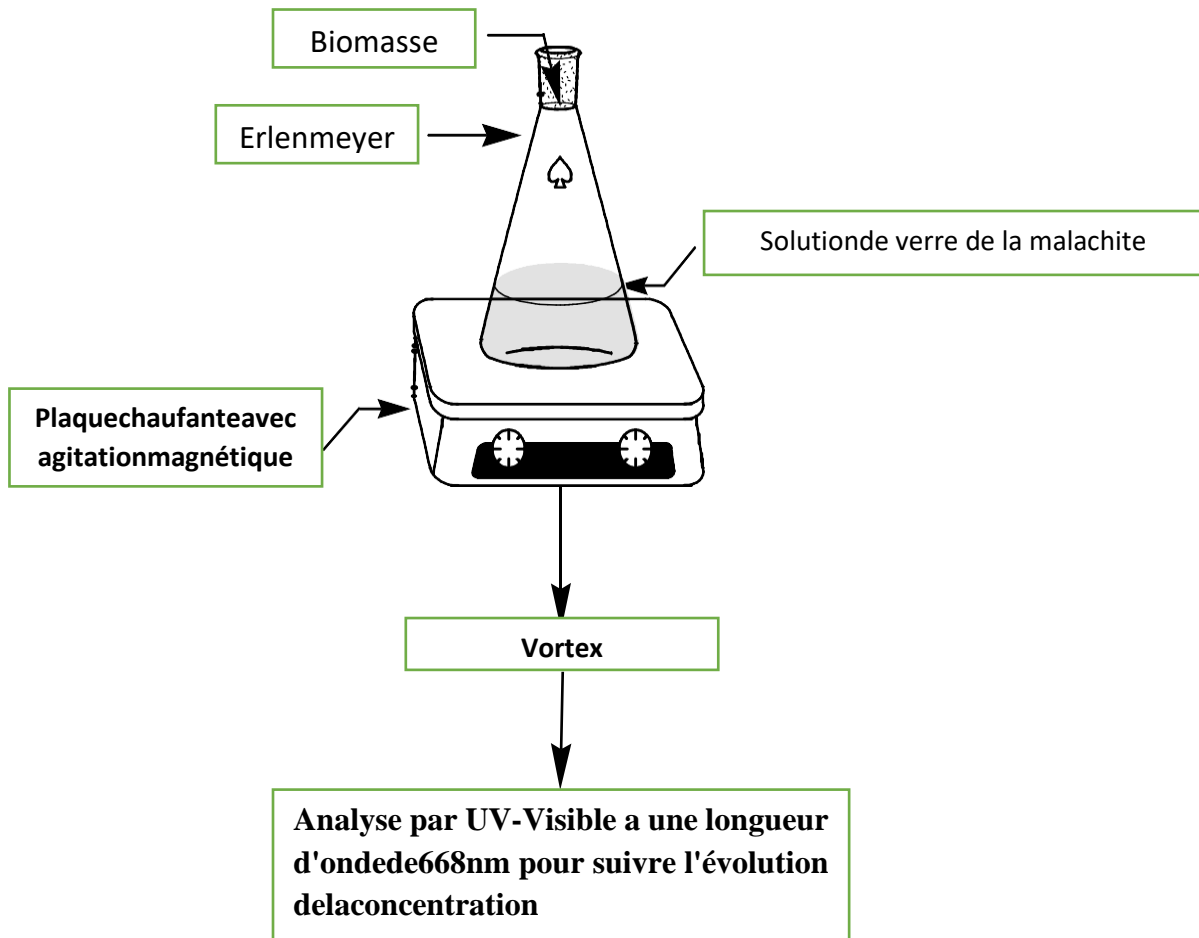 Biomasse
Erlenmeyer
Solutionde verre de la malachite
Plaquechaufanteavec
agitationmagnétique
Vortex
Analyse par UV-Visible a une longueur
d'ondede668nm pour suivre l'évolution
delaconcentration